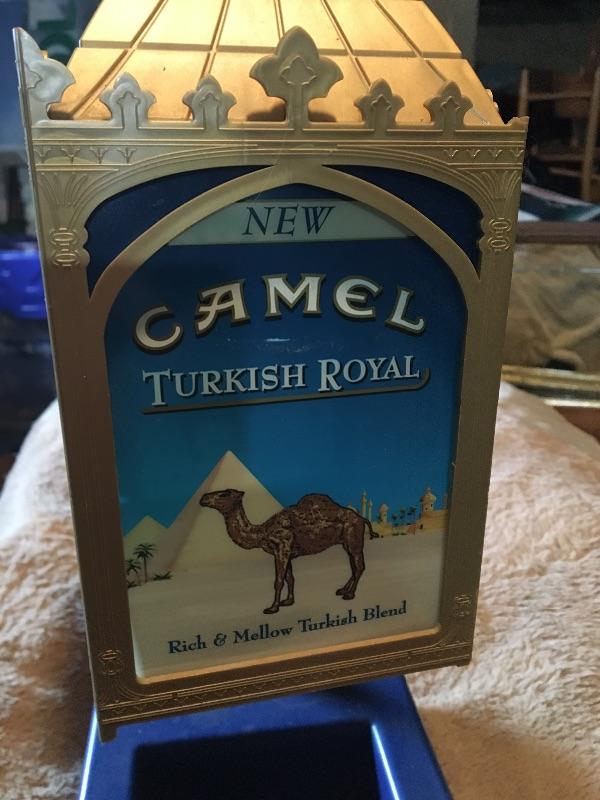 NEW
CAMEL
TURKISH ROYAL
Rich & Mellow Turkish Blend